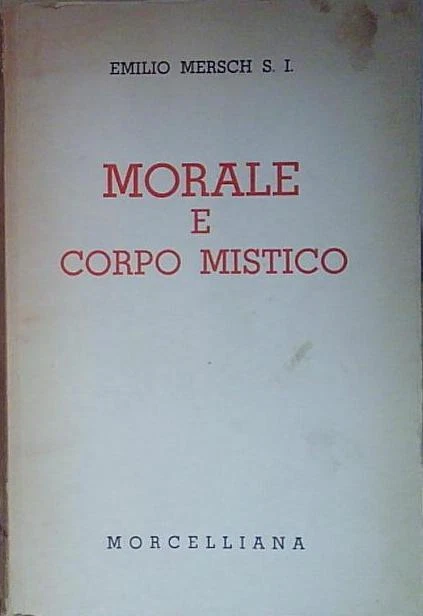 EMILIO MERSCH S. I.
MORALE
E
CORPO MISTICO
MORCELLIANA